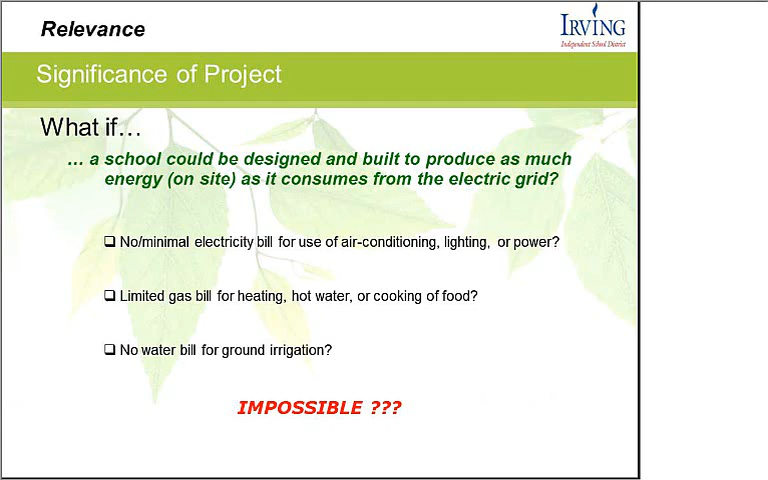 Relevance
IRVING
Independent School District
Significance of Project
What if…
… a school could be designed and built to produce as much
energy (on site) as it consumes from the electric grid?
No/minimal electricity bill for use of air-conditioning, lighting, or power?
Limited gas bill for heating, hot water, or cooking of food?
No water bill for ground irrigation?
IMPOSSIBLE ???